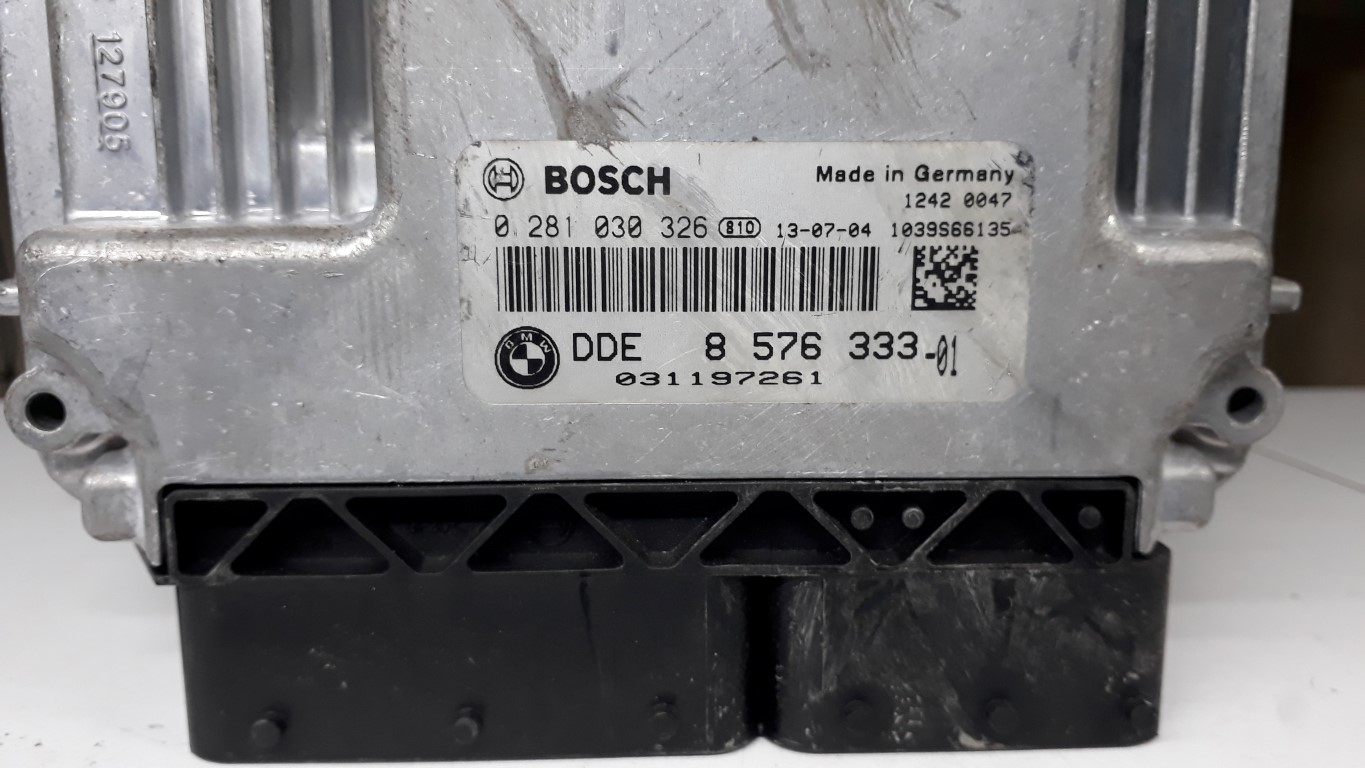 127905
BOSCH Made in Germany
1242 0047
0 281 030 326 810 13-07-04 1039S66135
BMW DDE 8 576 333-01
031197261